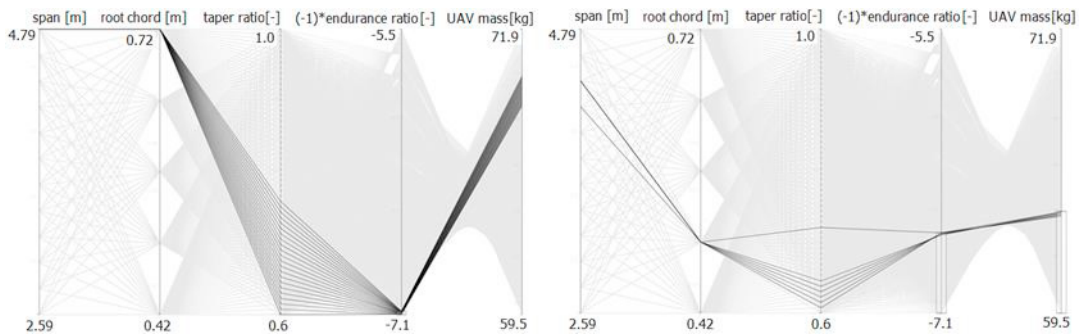 span [m] root chord [m] taper ratio[-] (-1)*endurance ratio [-] UAV mass[kg]
4.79 0.72 1.0 -5.5 71.9
2.59 0.42 0.6 -7.1 59.5
span [m] root chord [m] taper ratio[-] (-1)*endurance ratio [-] UAV mass[kg]
4.79 0.72 1.0 -5.5 71.9
2.59 0.42 0.6 -7.1 59.5